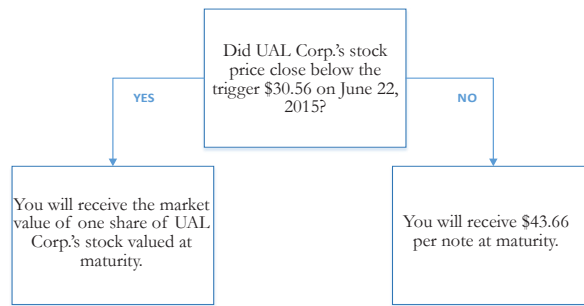 Did UAL Corp.'s stock
price close below the
trigger $30.56 on June 22,
2015?
YES
NO
You will receive the market
value of one share of UAL
Corp.'s stock valued at
maturity.
You will receive $43.66
per note at maturity.